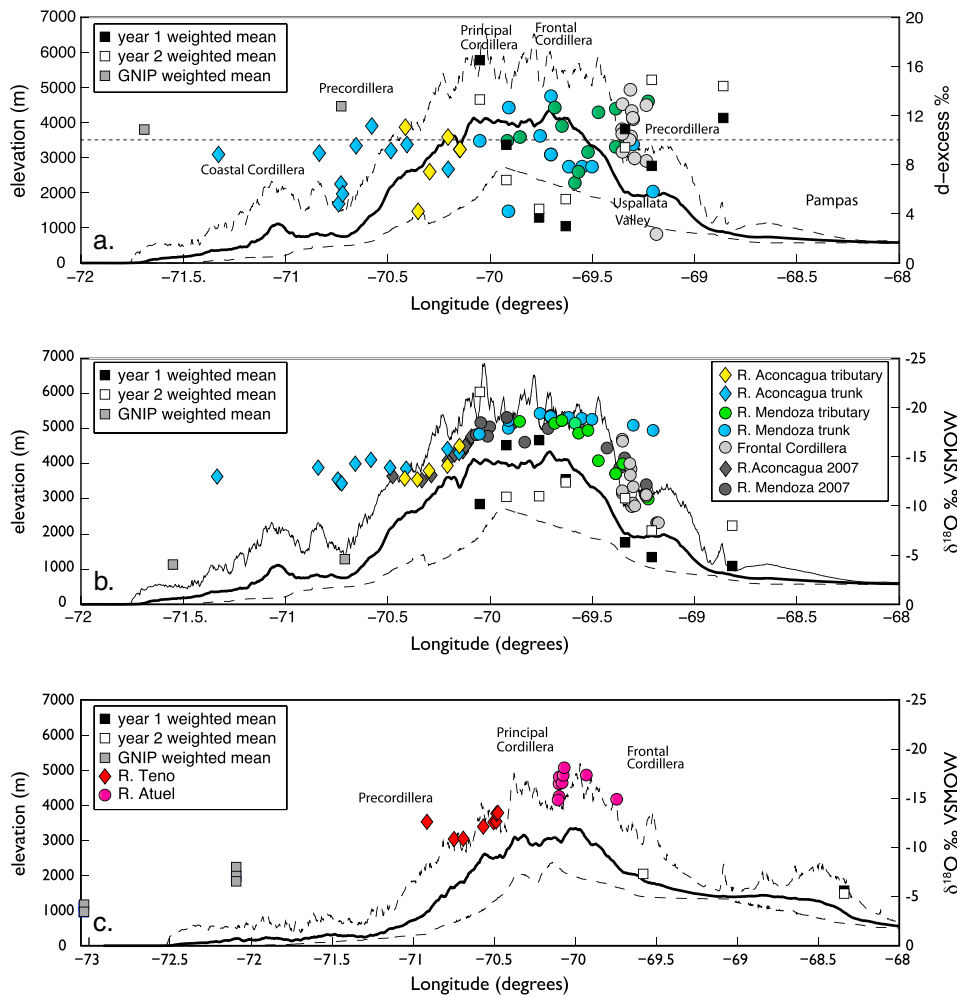 7000
6000
5000
4000
3000
2000
1000
0
elevation (m)
year 1 weighted mean
year 2 weighted mean
GNIP weighted mean
Principal
Cordillera
Frontal
Cordillera
Precordillera
Coastal Cordillera
Precordillera
Uspallata
Valley
Pampas
a.
20
16
12
8
4
0
d-excess ‰
−72 −71.5 −71 −70.5 −70 −69.5 −69 −68.5 −68
Longitude (degrees)
7000
6000
5000
4000
3000
2000
1000
0
elevation (m)
year 1 weighted mean
year 2 weighted mean
GNIP weighted mean
R. Aconcagua tributary
R. Aconcagua trunk
R. Mendoza tributary
R. Mendoza trunk
Frontal Cordillera
R.Aconcagua 2007
R. Mendoza 2007
b.
-25
-20
-15
-10
-5
0
δ¹⁸O ‰ VSMOW
−72 −71.5 −71 −70.5 −70 −69.5 −69 −68.5 −68
Longitude (degrees)
7000
6000
5000
4000
3000
2000
1000
0
elevation (m)
year 1 weighted mean
year 2 weighted mean
GNIP weighted mean
R. Teno
R. Atuel
Principal
Cordillera
Frontal
Cordillera
Precordillera
c.
-25
-20
-15
-10
-5
0
δ¹⁸O ‰ VSMOW
−73 −72.5 −72 −71.5 −71 −70.5 −70 −69.5 −69 −68.5 −68
Longitude (degrees)